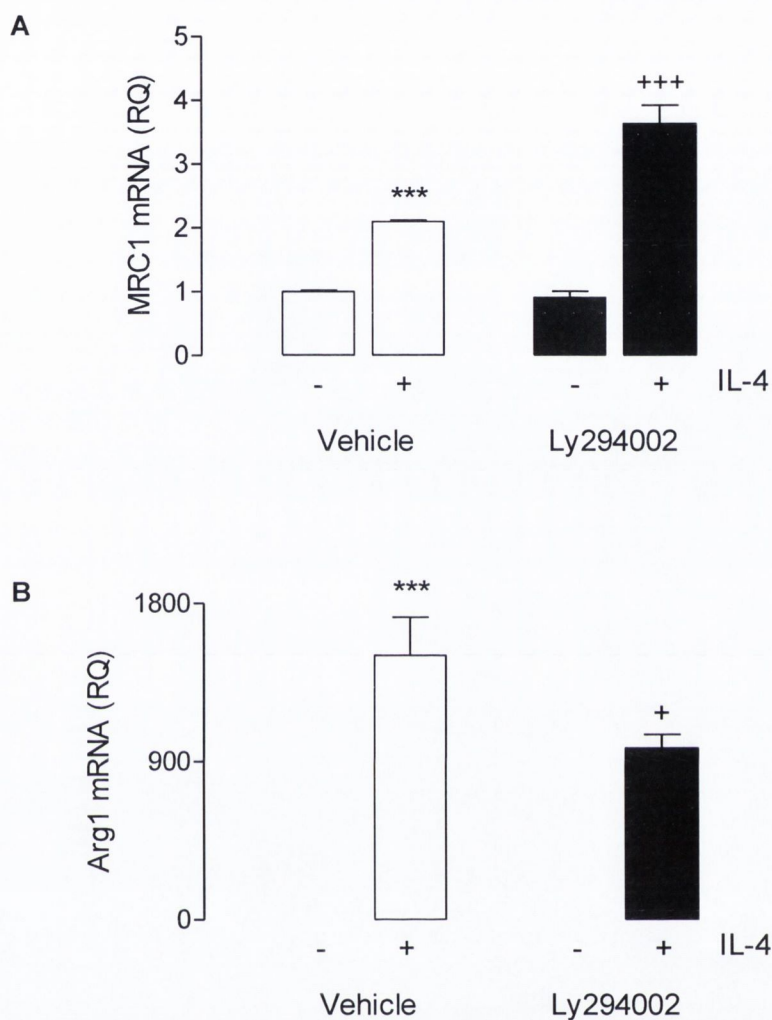 A
MRC1 mRNA (RQ)
5
4
3
2
1
0
***
+++
- + - + IL-4
Vehicle Ly294002
B
Arg1 mRNA (RQ)
1800
900
0
***
+
- + - + IL-4
Vehicle Ly294002